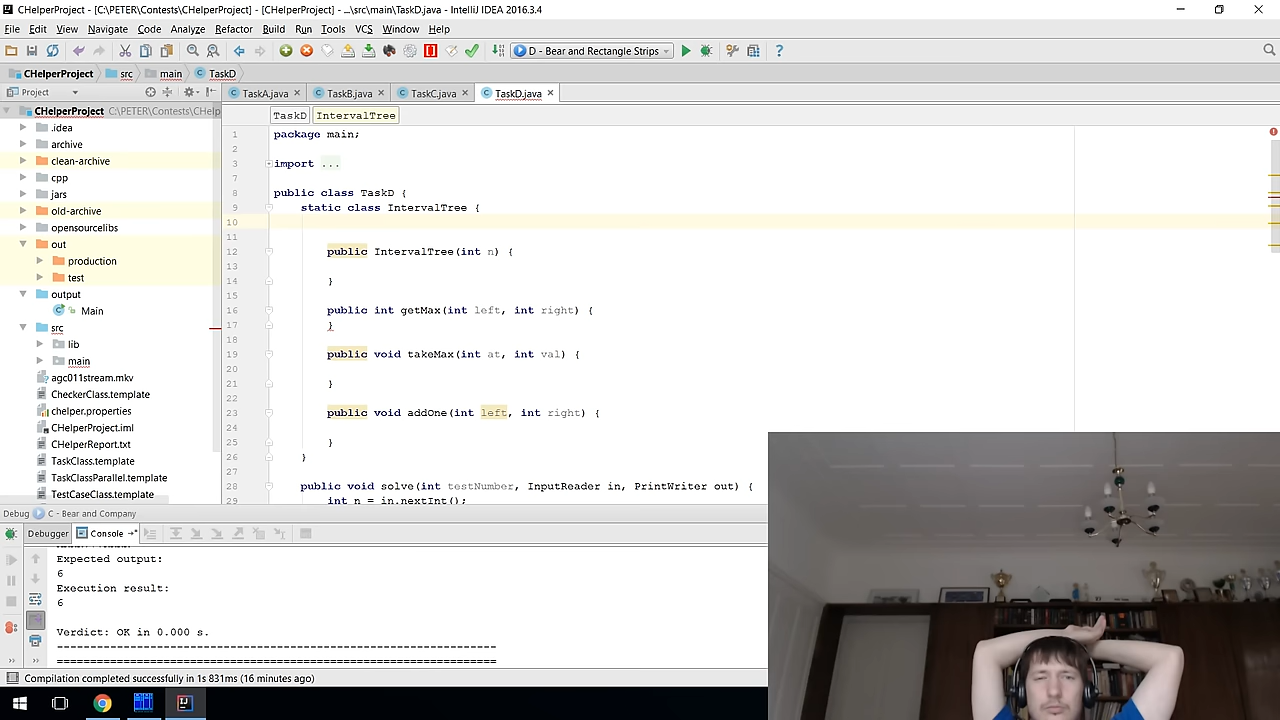 CHelperProject - [C:\PETER\Contests\CHelperProject] - [CHelperProject] - ...\src\main\TaskD.java - IntelliJ IDEA 2016.3.4
File Edit View Navigate Code Analyze Refactor Build Run Tools VCS Window Help
D - Bear and Rectangle Strips
CHelperProject src main TaskD
Project TaskA.java TaskB.java TaskC.java TaskD.java
CHelperProject C:\PETER\Contests\CHelp
TaskD IntervalTree
.idea
archive
clean-archive
cpp
jars
old-archive
opensourcelibs
out
production
test
output
Main
src
lib
main
agc011stream.mkv
CheckerClass.template
chelper.properties
CHelperProject.iml
CHelperReport.txt
TaskClass.template
TaskClassParallel.template
TestCaseClass.template
1 package main;
2
3 import ...
7
8 public class TaskD {
9 static class IntervalTree {
10
11
12 public IntervalTree(int n) {
13
14 }
15
16 public int getMax(int left, int right) {
17 }
18
19 public void takeMax(int at, int val) {
20
21 }
22
23 public void addOne(int left, int right) {
24
25 }
26 }
27
28 public void solve(int testNumber, InputReader in, PrintWriter out) {
29 int n = in.nextInt();
Debug C - Bear and Company
Debugger Console
Expected output:
6
Execution result:
6
Verdict: OK in 0.000 s.
Compilation completed successfully in 1s 831ms (16 minutes ago)